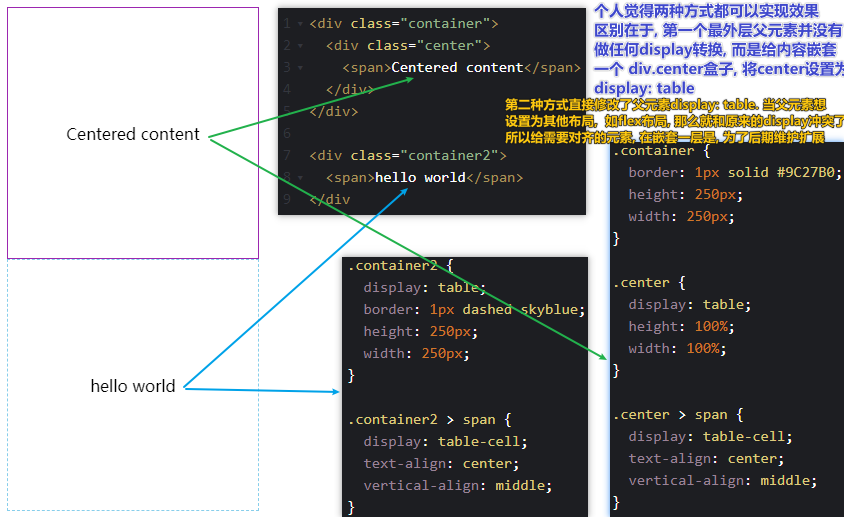 Centered content
hello world
1 <div class="container">
2 <div class="center">
3 <span>Centered content</span>
4 </div>
5 </div>
6
7 <div class="container2">
8 <span>hello world</span>
9 </div
个人觉得两种方式都可以实现效果
区别在于, 第一个最外层父元素并没有
做任何display转换, 而是给内容嵌套
一个 div.center盒子, 将center设置为
display: table
第二种方式直接修改了父元素display: table. 当父元素想
设置为其他布局, 如flex布局, 那么就和原来的display冲突了
所以给需要对齐的元素, 在嵌套一层是, 为了后期维护扩展
.container2 {
display: table;
border: 1px dashed skyblue;
height: 250px;
width: 250px;
}
.container2 > span {
display: table-cell;
text-align: center;
vertical-align: middle;
}
.container {
border: 1px solid #9C27B0;
height: 250px;
width: 250px;
}
.center {
display: table;
height: 100%;
width: 100%;
}
.center > span {
display: table-cell;
text-align: center;
vertical-align: middle;
}